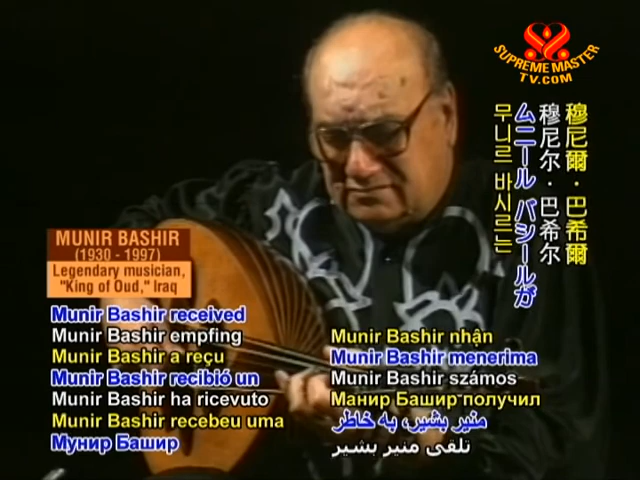 SUPREME MASTER
TV.COM
穆尼爾·巴希爾
穆尼尔·巴希尔
ムニール バシールが
무니르 바시르는
MUNIR BASHIR
(1930 - 1997)
Legendary musician,
"King of Oud," Iraq
Munir Bashir received
Munir Bashir empfing
Munir Bashir a reçu
Munir Bashir recibió un
Munir Bashir ha ricevuto
Munir Bashir recebeu uma
Мунир Башир
Munir Bashir nhận
Munir Bashir menerima
Munir Bashir számos
Манир Башир получил
منیر بشیر، به خاطر
تلقى منير بشير